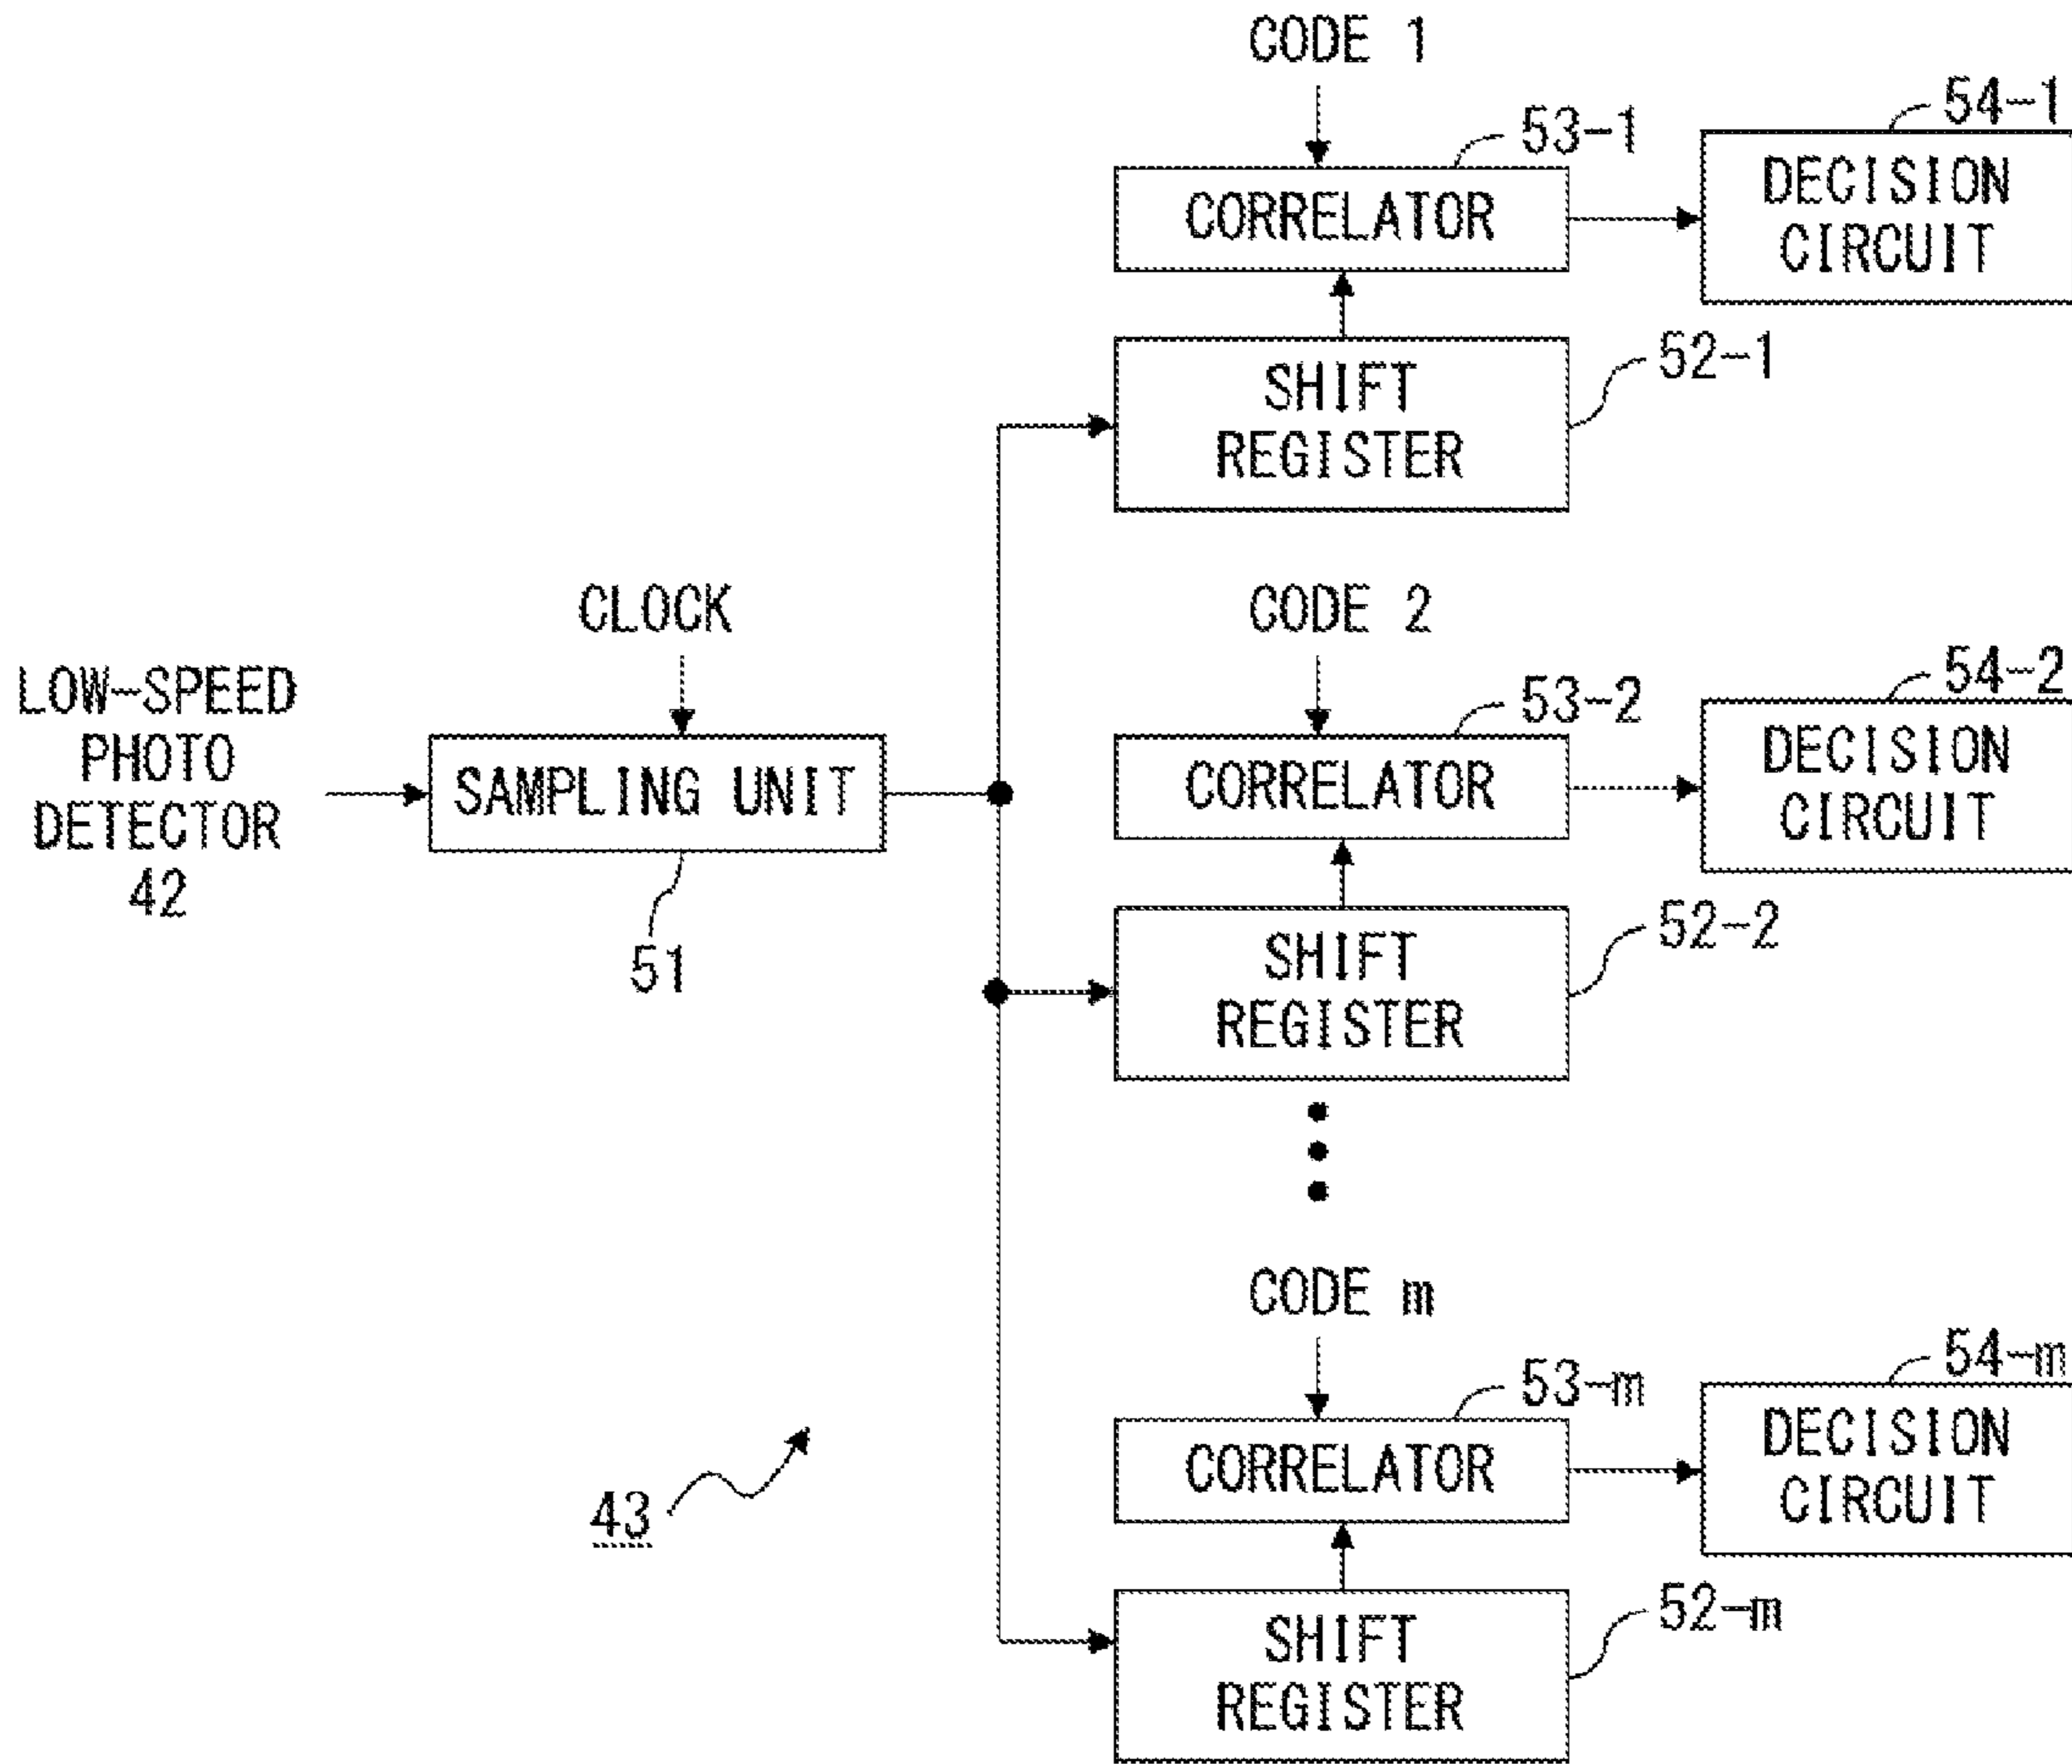 CODE 1
53-1
54-1
CORRELATOR
DECISION
CIRCUIT
SHIFT
REGISTER
52-1
CLOCK
LOW-SPEED
PHOTO
DETECTOR
42
SAMPLING UNIT
51
CODE 2
53-2
54-2
CORRELATOR
DECISION
CIRCUIT
SHIFT
REGISTER
52-2
CODE m
53-m
54-m
CORRELATOR
DECISION
CIRCUIT
43
SHIFT
REGISTER
52-m